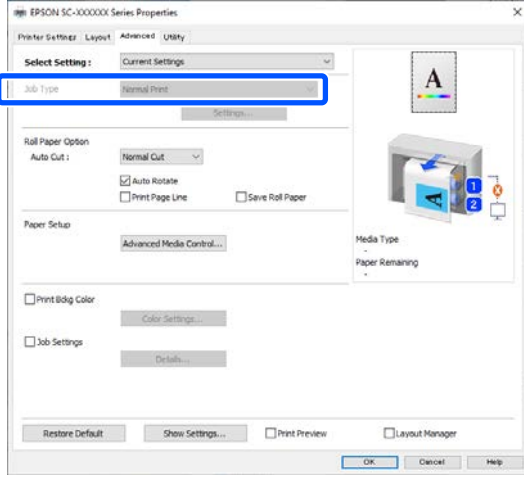 EPSON SC-XXXXXX Series Properties
Printer Settings Layout Advanced Utility
Select Setting : Current Settings
Job Type Normal Print
Settings...
Roll Paper Option
Auto Cut : Normal Cut
Auto Rotate
Print Page Line Save Roll Paper
Paper Setup
Advanced Media Control...
Print Bdkg Color
Color Settings...
Job Settings
Details...
Restore Default Show Settings... Print Preview Layout Manager
A
A
1
2
Media Type
-
Paper Remaining
-
OK Cancel Help